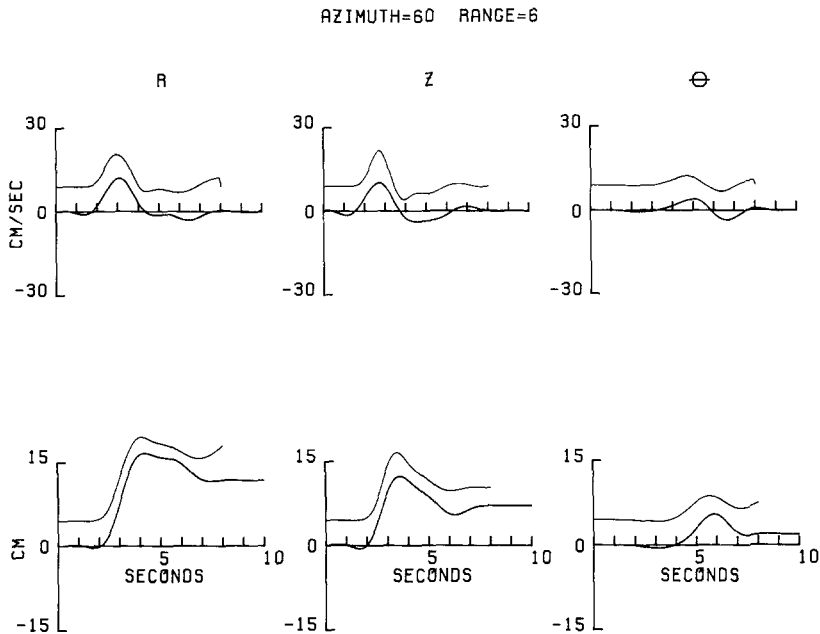 AZIMUTH=60 RANGE=6
R Z Θ
30 30 30
CM/SEC
0 0 0
-30 -30 -30
15 15 15
CM
0 0 0
5 10 5 10 5 10
SECONDS SECONDS SECONDS
-15 -15 -15